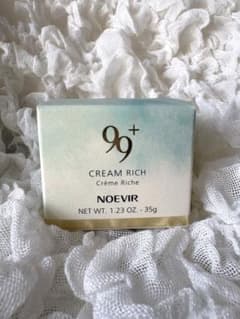 99+
CREAM RICH
Crème Riche
NOEVIR
NET WT. 1.23 OZ. - 35g